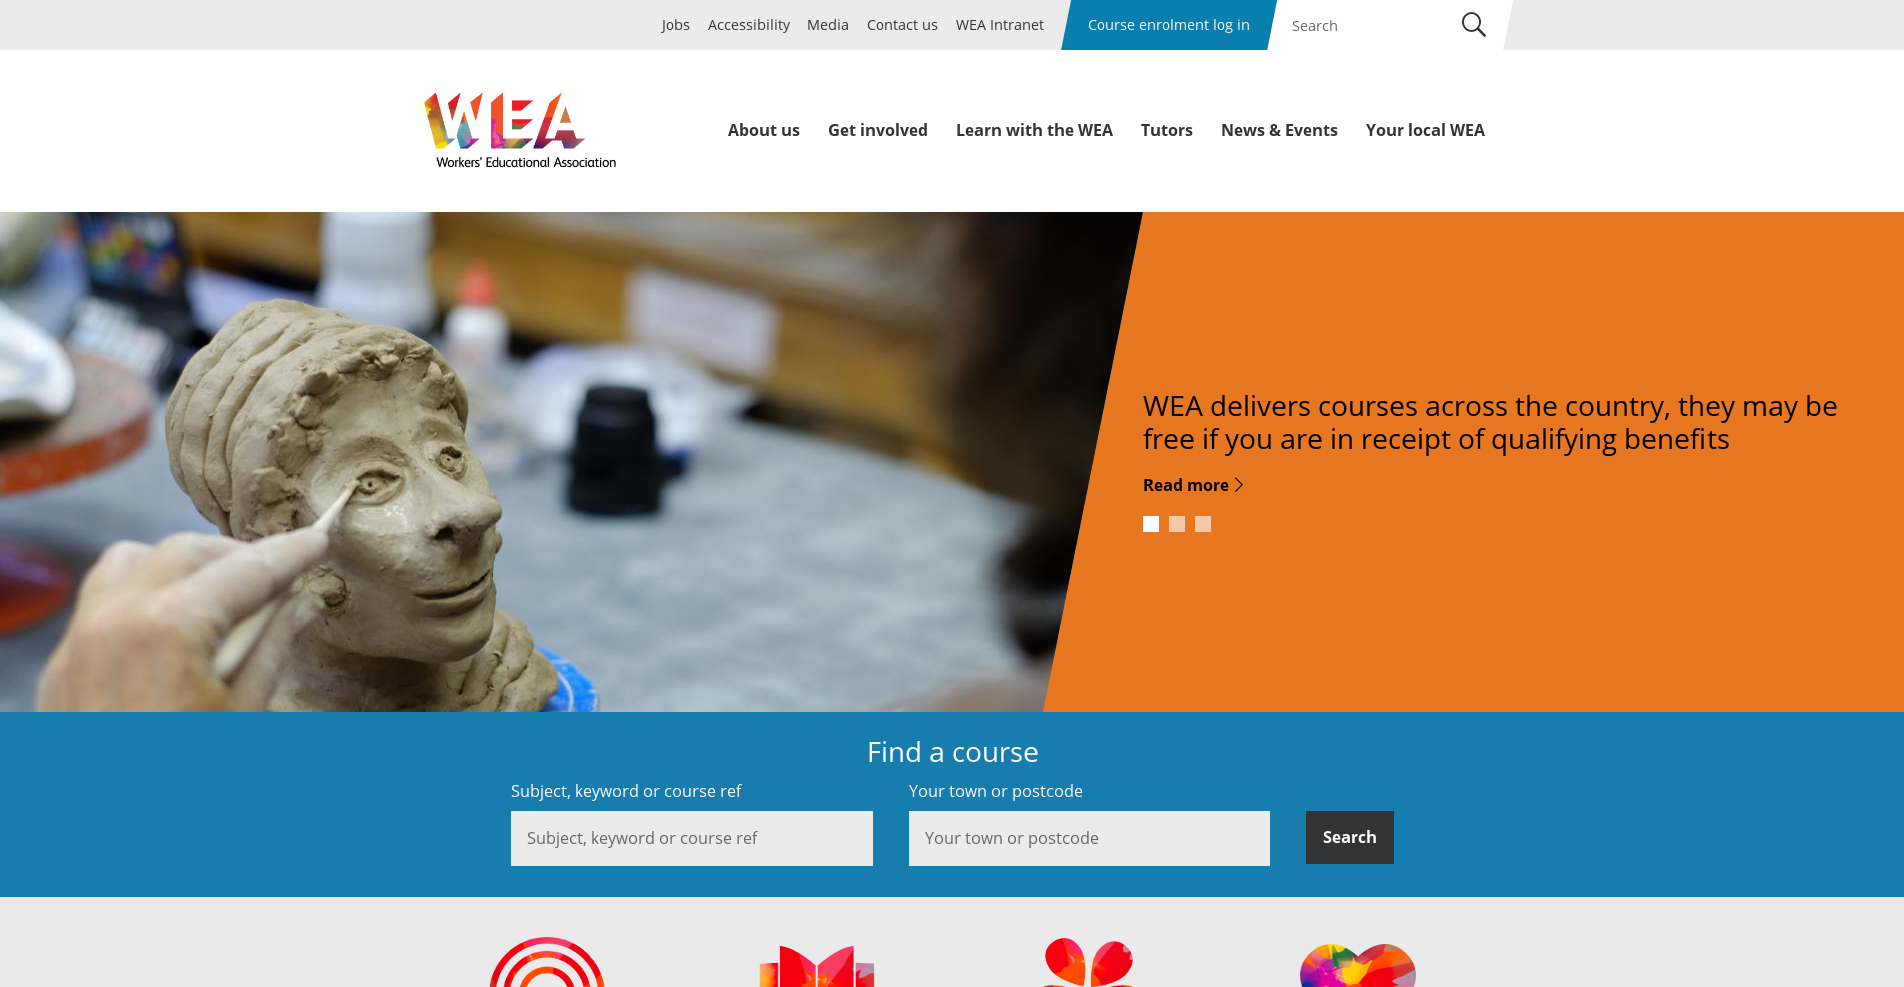 Jobs Accessibility Media Contact us WEA Intranet Course enrolment log in Search
WEA
Workers' Educational Association
About us Get involved Learn with the WEA Tutors News & Events Your local WEA
WEA delivers courses across the country, they may be
free if you are in receipt of qualifying benefits
Read more
Find a course
Subject, keyword or course ref Your town or postcode
Subject, keyword or course ref Your town or postcode Search